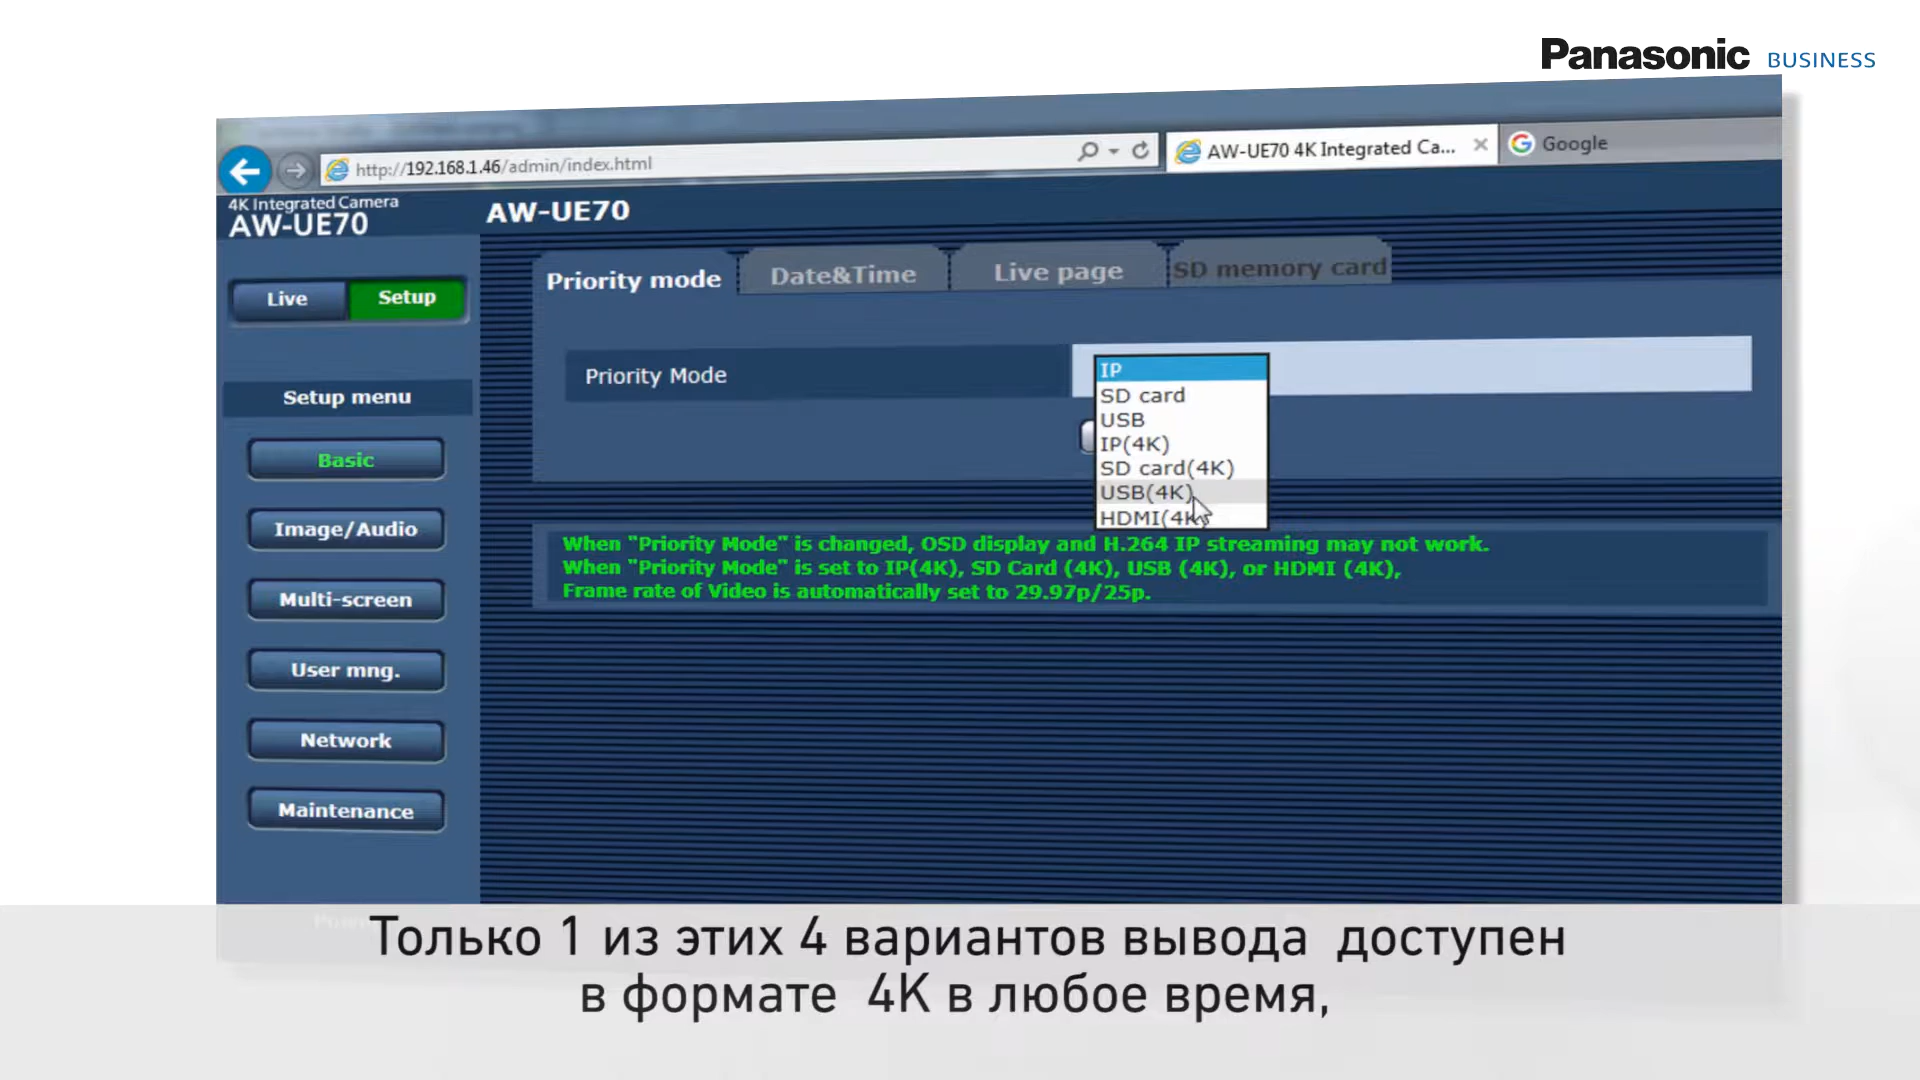 Panasonic BUSINESS
http://192.168.1.46/admin/index.html
AW-UE70 4K Integrated Ca...
Google
4K Integrated Camera
AW-UE70
AW-UE70
Live
Setup
Priority mode
Date&Time
Live page
SD memory card
Setup menu
Basic
Image/Audio
Multi-screen
User mng.
Network
Maintenance
Priority Mode
IP
SD card
USB
IP(4K)
SD card(4K)
USB(4K)
HDMI(4K)
When "Priority Mode" is changed, OSD display and H.264 IP streaming may not work.
When "Priority Mode" is set to IP(4K), SD Card (4K), USB (4K), or HDMI (4K),
Frame rate of Video is automatically set to 29.97p/25p.
Только 1 из этих 4 вариантов вывода доступен
в формате 4K в любое время,